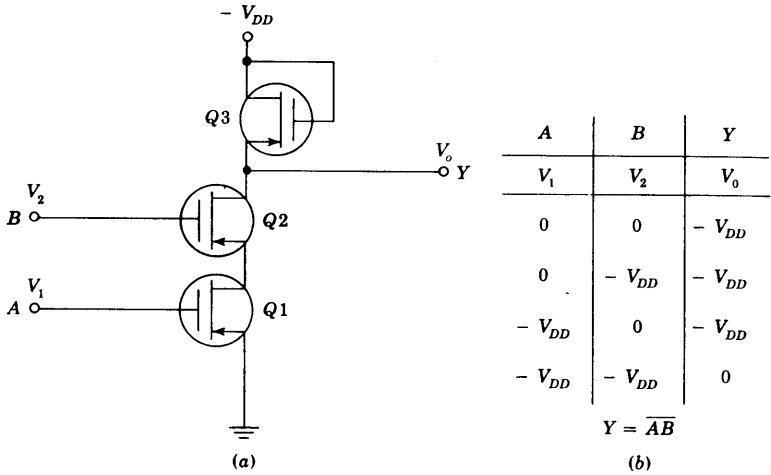 − V_DD
Q3
V_o
Y
V_2
B
Q2
V_1
A
Q1
(a)
A B Y
V_1 V_2 V_0
0 0 − V_DD
0 − V_DD − V_DD
− V_DD 0 − V_DD
− V_DD − V_DD 0
Y = \overline{AB}
(b)